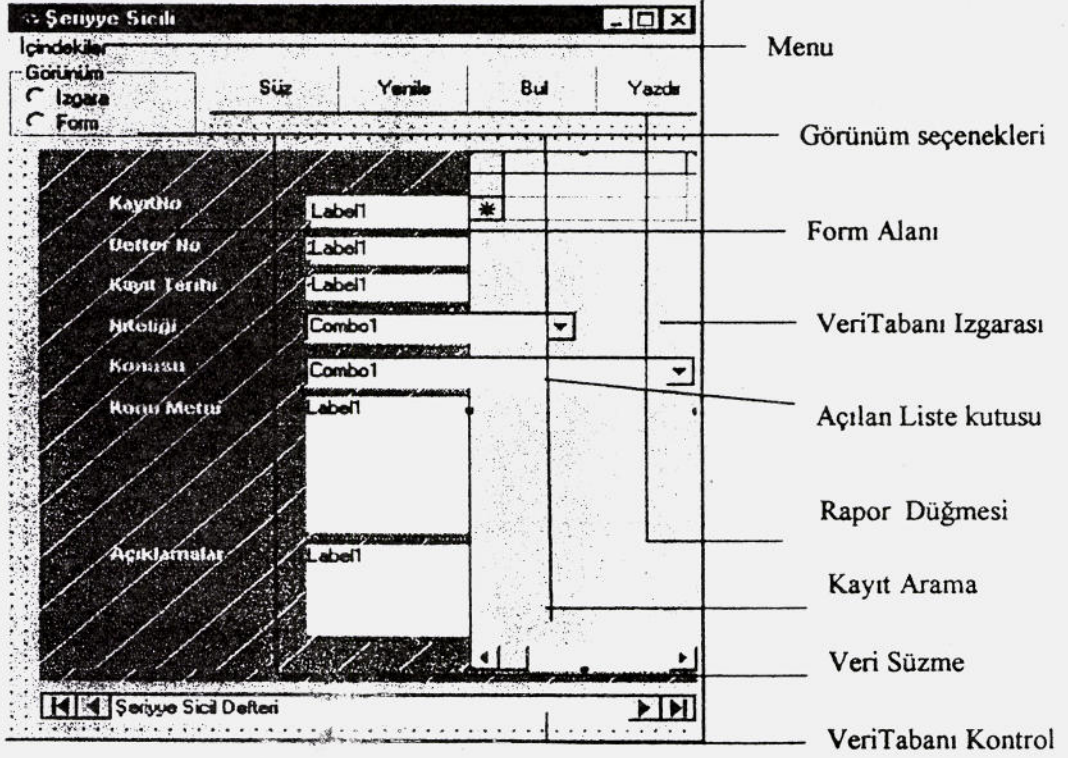 Şeriyye Sicili
İçindekiler
Menu
Görünüm
Izgara
Form
Süz Yenile Bul Yazdır
Görünüm seçenekleri
KayıtNo Label1
Defter No Label1
Form Alanı
Kayıt Tarihi Label1
Niteliği Combo1
VeriTabanı Izgarası
Konusu Combo1
Açılan Liste kutusu
Konu Metni Label1
Rapor Düğmesi
Açıklamalar Label1
Kayıt Arama
Veri Süzme
Şeriyye Sicil Defteri
VeriTabanı Kontrol